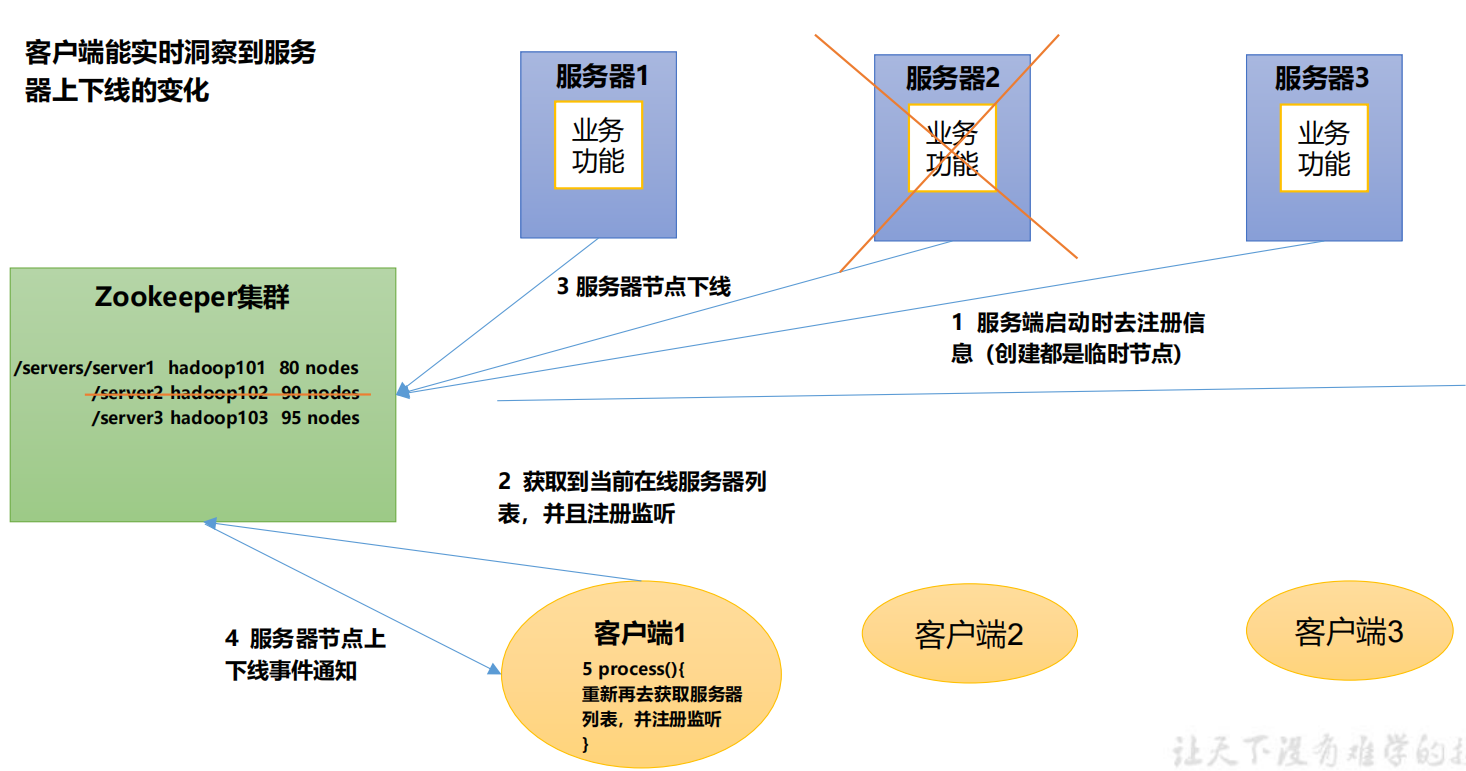 客户端能实时洞察到服务
器上下线的变化
服务器1
业务
功能
服务器2
业务
功能
服务器3
业务
功能
3 服务器节点下线
1 服务端启动时去注册信
息（创建都是临时节点）
Zookeeper集群
/servers/server1 hadoop101 80 nodes
/server2 hadoop102 90 nodes
/server3 hadoop103 95 nodes
2 获取到当前在线服务器列
表，并且注册监听
4 服务器节点上
下线事件通知
客户端1
5 process(){
重新再去获取服务器
列表，并注册监听
}
客户端2
客户端3
让天下没有难学的